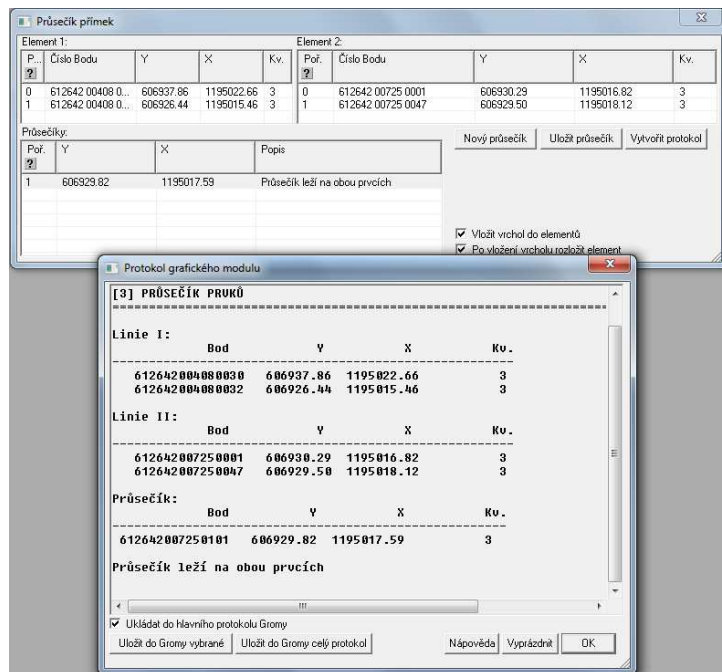 Průsečík přímek
Element 1:
P... Číslo Bodu Y X Kv.
?
0 612642 00408 0... 606937.86 1195022.66 3
1 612642 00408 0... 606926.44 1195015.46 3
Element 2:
Poř. Číslo Bodu Y X Kv.
?
0 612642 00725 0001 606930.29 1195016.82 3
1 612642 00725 0047 606929.50 1195018.12 3
Průsečíky:
Poř. Y X Popis
?
1 606929.82 1195017.59 Průsečík leží na obou prvcích
Nový průsečík Uložit průsečík Vytvořit protokol
Vložit vrchol do elementů
Po vložení vrcholu rozložit element
Protokol grafického modulu
[3] PRŮSEČÍK PRVKŮ
================================================================
Linie I:
Bod Y X Kv.
----------------------------------------------------
612642004080030 606937.86 1195022.66 3
612642004080032 606926.44 1195015.46 3
Linie II:
Bod Y X Kv.
----------------------------------------------------
612642007250001 606930.29 1195016.82 3
612642007250047 606929.50 1195018.12 3
Průsečík:
Bod Y X Kv.
----------------------------------------------------
612642007250101 606929.82 1195017.59 3
Průsečík leží na obou prvcích
Ukládat do hlavního protokolu Gromy
Uložit do Gromy vybrané Uložit do Gromy celý protokol Nápověda Vyprázdnit OK